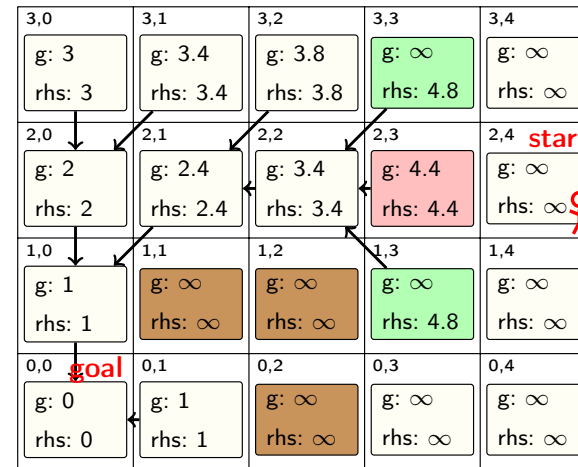 3,0 3,1 3,2 3,3 3,4
g: 3 g: 3.4 g: 3.8 g: ∞ g: ∞
rhs: 3 rhs: 3.4 rhs: 3.8 rhs: 4.8 rhs: ∞
2,0 2,1 2,2 2,3 2,4 star
g: 2 g: 2.4 g: 3.4 g: 4.4 g: ∞
rhs: 2 rhs: 2.4 rhs: 3.4 rhs: 4.4 rhs: ∞
1,0 1,1 1,2 1,3 1,4
g: 1 g: ∞ g: ∞ g: ∞ g: ∞
rhs: 1 rhs: ∞ rhs: ∞ rhs: 4.8 rhs: ∞
0,0 goal 0,1 0,2 0,3 0,4
g: 0 g: 1 g: ∞ g: ∞ g: ∞
rhs: 0 rhs: 1 rhs: ∞ rhs: ∞ rhs: ∞